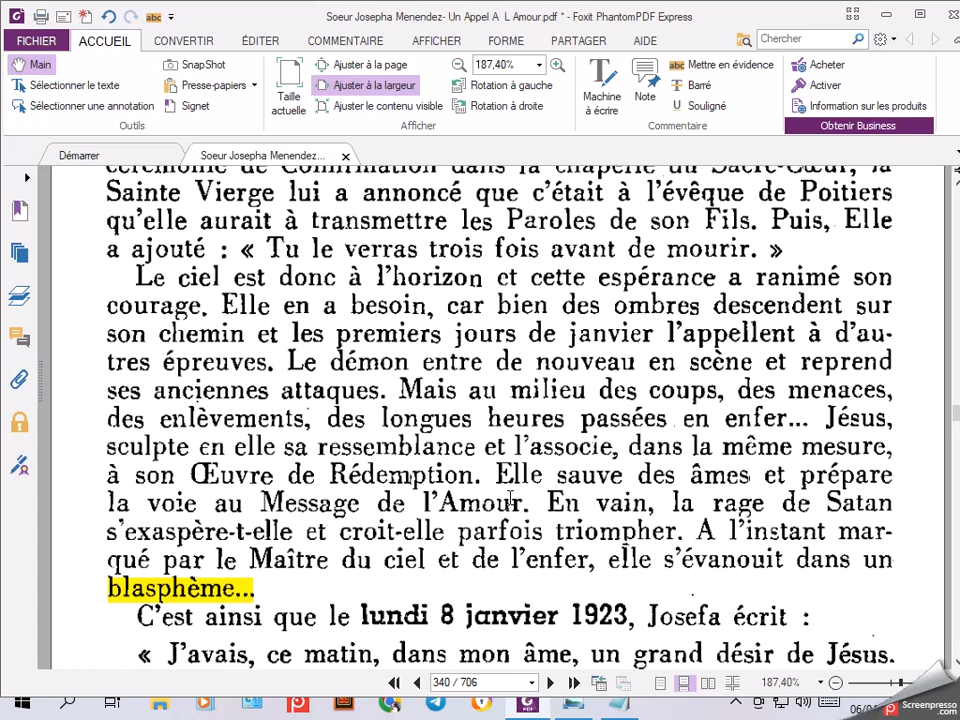 Soeur Josepha Menendez- Un Appel A L Amour.pdf * - Foxit PhantomPDF Express
FICHIER ACCUEIL CONVERTIR ÉDITER COMMENTAIRE AFFICHER FORME PARTAGER AIDE Chercher
Main
Sélectionner le texte
Sélectionner une annotation
Outils
SnapShot
Presse-papiers
Signet
Taille actuelle
Ajuster à la page
Ajuster à la largeur
Ajuster le contenu visible
187,40%
Rotation à gauche
Rotation à droite
Afficher
Machine à écrire
Note
abc Mettre en évidence
Barré
U Souligné
Commentaire
Acheter
Activer
Information sur les produits
Obtenir Business
Démarrer Soeur Josepha Menendez...
cérémonie de Confirmation dans la chapelle du Sacré-Cœur, la
Sainte Vierge lui a annoncé que c'était à l'évêque de Poitiers
qu'elle aurait à transmettre les Paroles de son Fils. Puis, Elle
a ajouté : « Tu le verras trois fois avant de mourir. »
Le ciel est donc à l'horizon et cette espérance a ranimé son
courage. Elle en a besoin, car bien des ombres descendent sur
son chemin et les premiers jours de janvier l'appellent à d'au-
tres épreuves. Le démon entre de nouveau en scène et reprend
ses anciennes attaques. Mais au milieu des coups, des menaces,
des enlèvements, des longues heures passées en enfer... Jésus,
sculpte en elle sa ressemblance et l'associe, dans la même mesure,
à son Œuvre de Rédemption. Elle sauve des âmes et prépare
la voie au Message de l'Amour. En vain, la rage de Satan
s'exaspère-t-elle et croit-elle parfois triompher. A l'instant mar-
qué par le Maître du ciel et de l'enfer, elle s'évanouit dans un
blasphème...
C'est ainsi que le lundi 8 janvier 1923, Josefa écrit :
« J'avais, ce matin, dans mon âme, un grand désir de Jésus.
340 / 706 187,40%
Screenpresso
.com